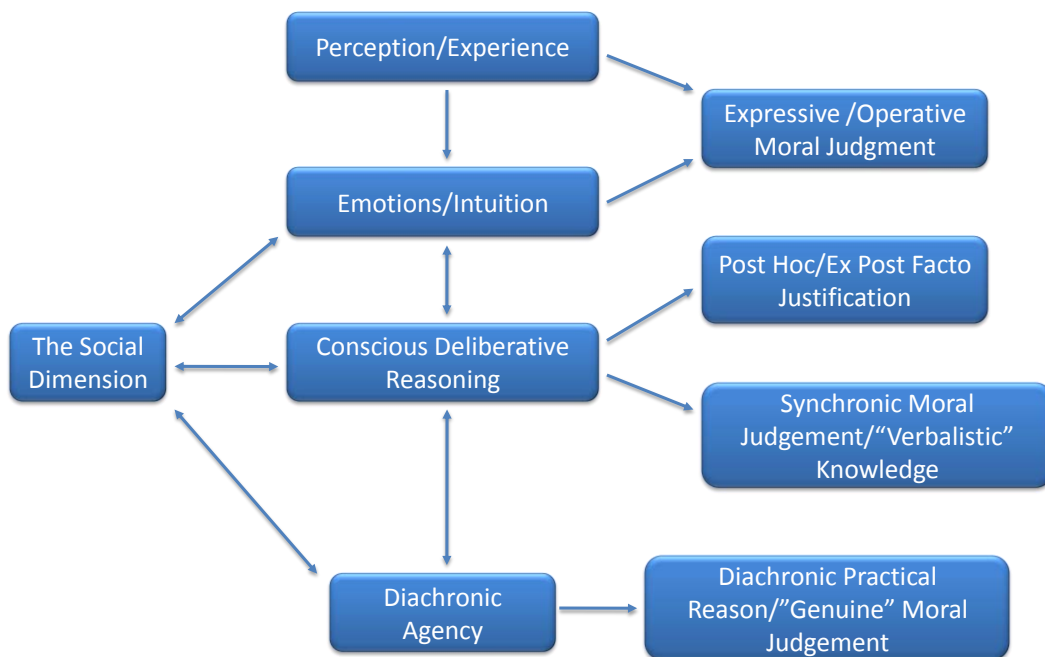 Perception/Experience
Expressive /Operative
Moral Judgment
Emotions/Intuition
Post Hoc/Ex Post Facto
Justification
The Social
Dimension
Conscious Deliberative
Reasoning
Synchronic Moral
Judgement/“Verbalistic”
Knowledge
Diachronic
Agency
Diachronic Practical
Reason/”Genuine” Moral
Judgement